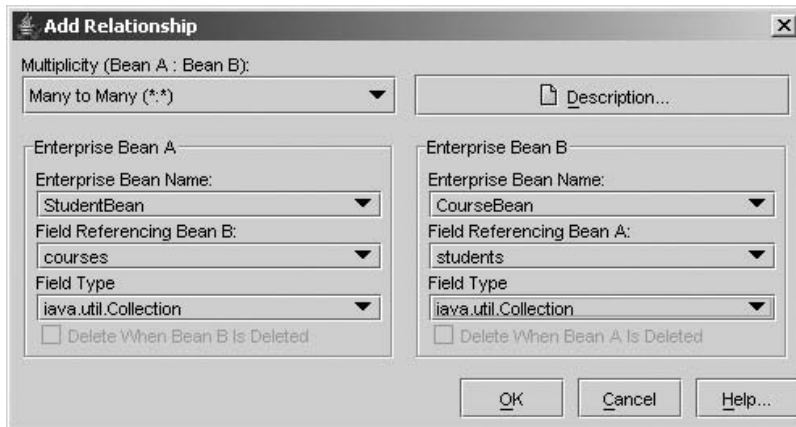 Add Relationship
Multiplicity (Bean A : Bean B):
Many to Many (*:*)
Description...
Enterprise Bean A
Enterprise Bean Name:
StudentBean
Field Referencing Bean B:
courses
Field Type
java.util.Collection
Delete When Bean B Is Deleted
Enterprise Bean B
Enterprise Bean Name:
CourseBean
Field Referencing Bean A:
students
Field Type
java.util.Collection
Delete When Bean A Is Deleted
OK
Cancel
Help...